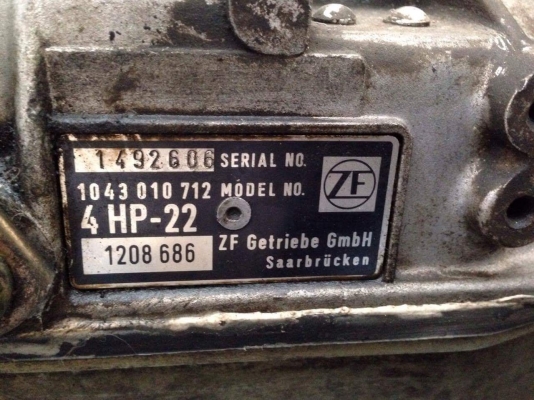 1492606 SERIAL NO.
1043 010 712 MODEL NO.
4 HP-22
1208 686
ZF Getriebe GmbH
Saarbrücken
ZF